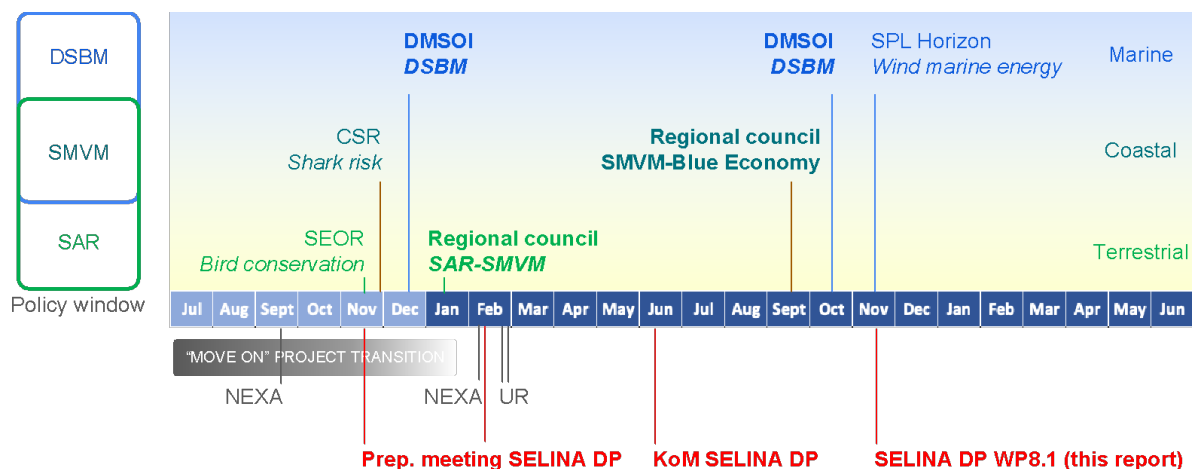 DSBM
SMVM
SAR
Policy window
DMSOI
DSBM
DMSOI
DSBM
SPL Horizon
Wind marine energy
Marine
CSR
Shark risk
Regional council
SMVM-Blue Economy
Coastal
SEOR
Bird conservation
Regional council
SAR-SMVM
Terrestrial
Jul Aug Sept Oct Nov Dec Jan Feb Mar Apr May Jun Jul Aug Sept Oct Nov Dec Jan Feb Mar Apr May Jun
“MOVE ON” PROJECT TRANSITION
NEXA NEXA UR
Prep. meeting SELINA DP KoM SELINA DP SELINA DP WP8.1 (this report)